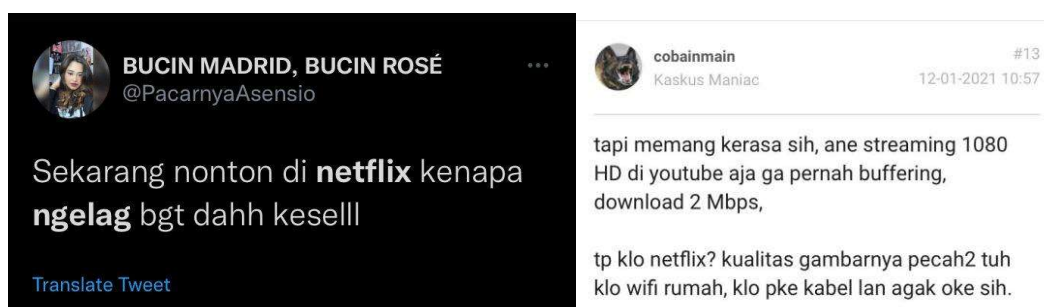 BUCIN MADRID, BUCIN ROSÉ
@PacarnyaAsensio
Sekarang nonton di netflix kenapa
ngelag bgt dahh keselll
Translate Tweet
cobainmain
#13
Kaskus Maniac
12-01-2021 10:57
tapi memang kerasa sih, ane streaming 1080
HD di youtube aja ga pernah buffering,
download 2 Mbps,
tp klo netflix? kualitas gambarnya pecah2 tuh
klo wifi rumah, klo pke kabel lan agak oke sih.